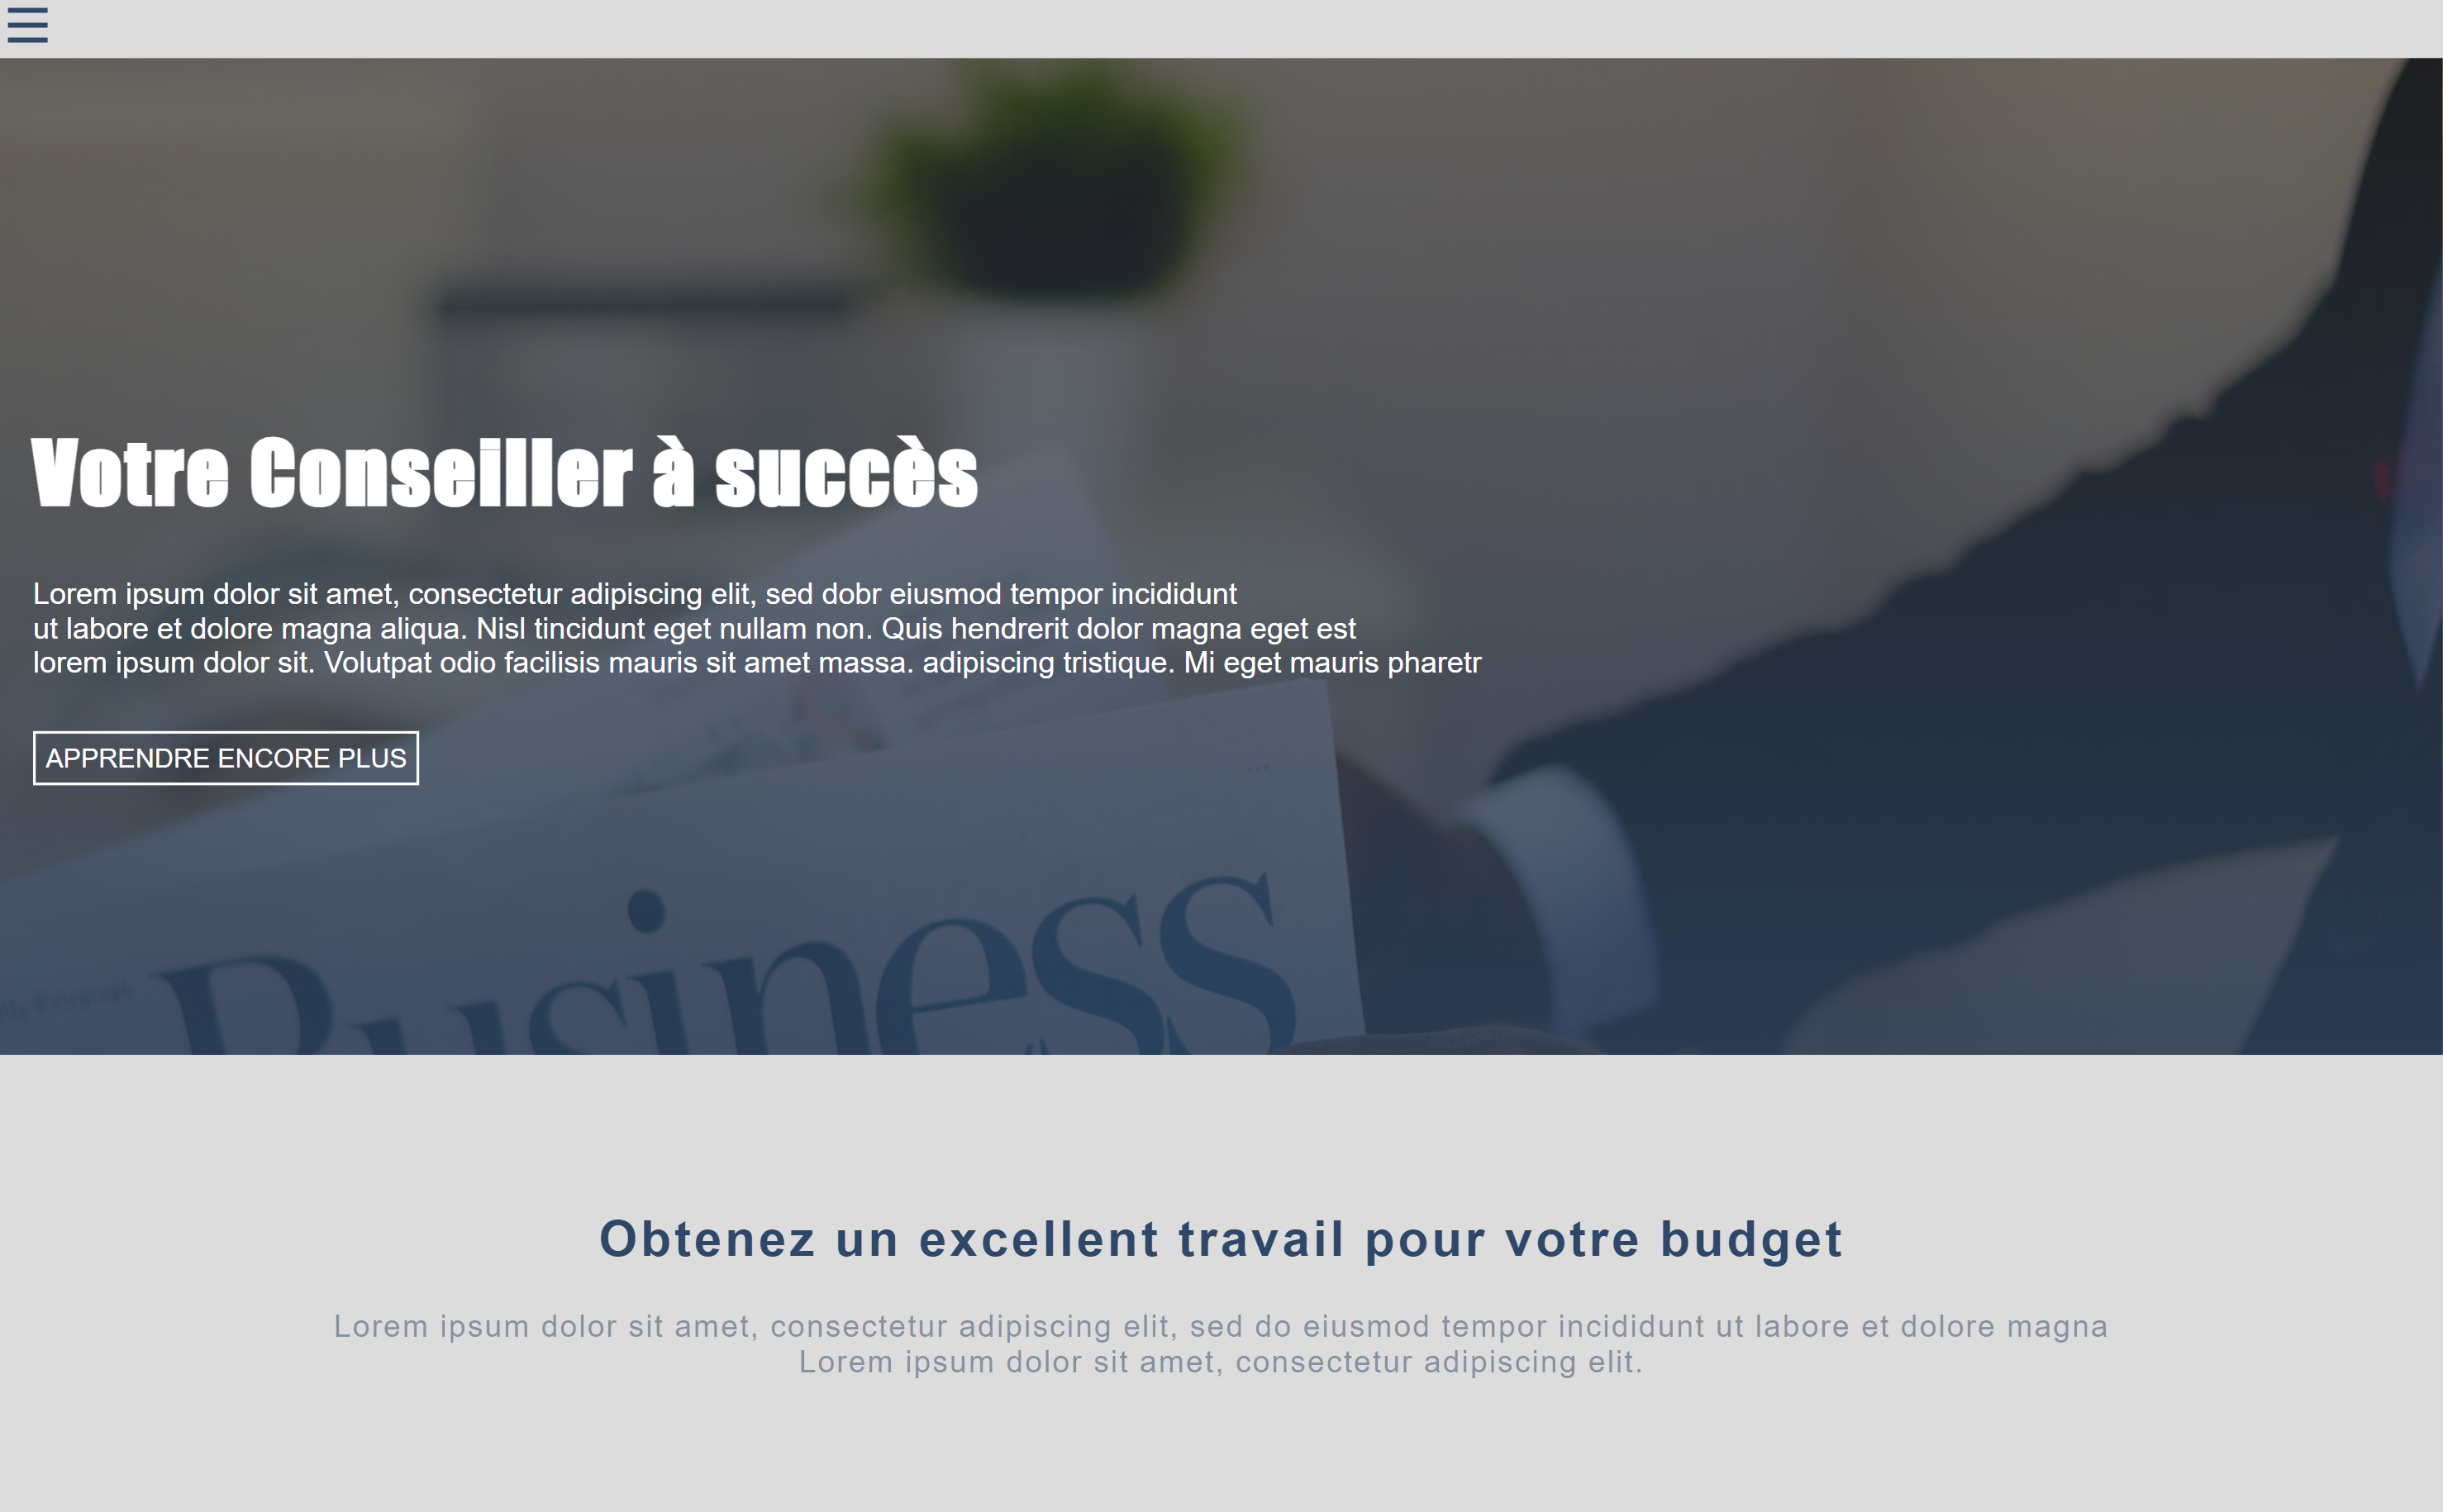 Votre Conseiller à succès
Lorem ipsum dolor sit amet, consectetur adipiscing elit, sed dobr eiusmod tempor incididunt
ut labore et dolore magna aliqua. Nisl tincidunt eget nullam non. Quis hendrerit dolor magna eget est
lorem ipsum dolor sit. Volutpat odio facilisis mauris sit amet massa. adipiscing tristique. Mi eget mauris pharetr
APPRENDRE ENCORE PLUS
Business
Obtenez un excellent travail pour votre budget
Lorem ipsum dolor sit amet, consectetur adipiscing elit, sed do eiusmod tempor incididunt ut labore et dolore magna
Lorem ipsum dolor sit amet, consectetur adipiscing elit.